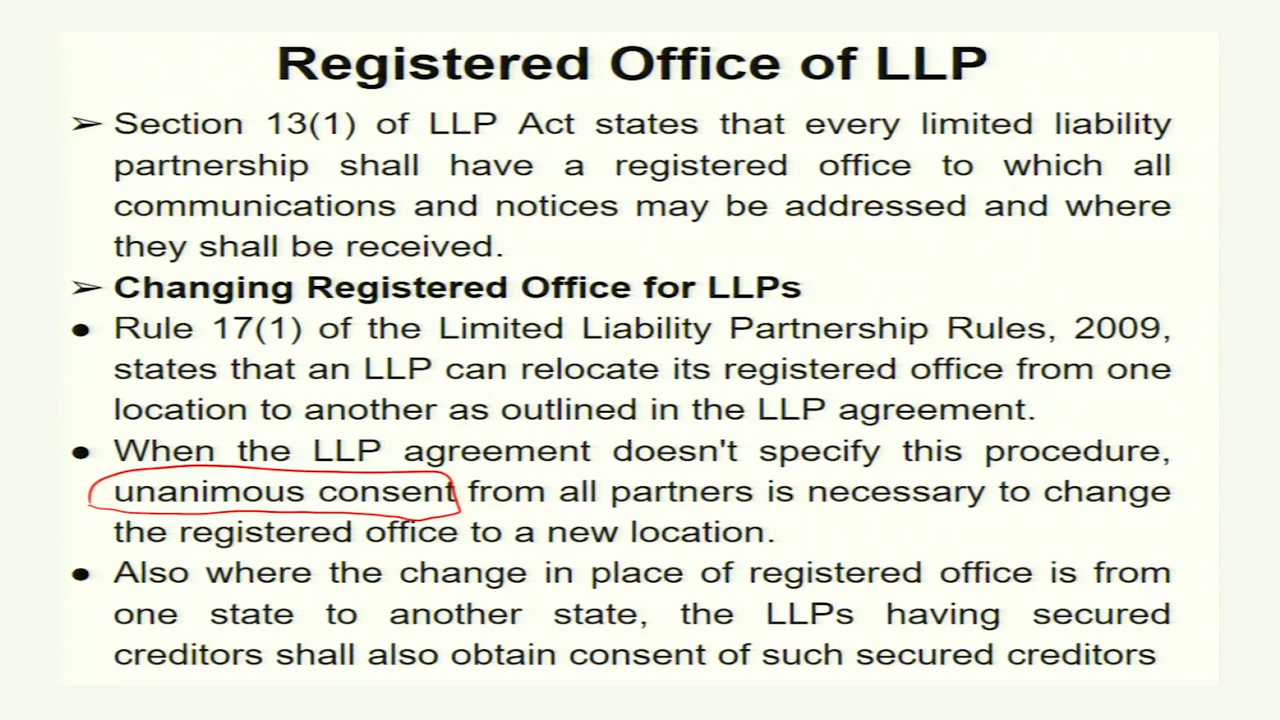 Registered Office of LLP
➢ Section 13(1) of LLP Act states that every limited liability
partnership shall have a registered office to which all
communications and notices may be addressed and where
they shall be received.
➢ Changing Registered Office for LLPs
● Rule 17(1) of the Limited Liability Partnership Rules, 2009,
states that an LLP can relocate its registered office from one
location to another as outlined in the LLP agreement.
● When the LLP agreement doesn't specify this procedure,
unanimous consent from all partners is necessary to change
the registered office to a new location.
● Also where the change in place of registered office is from
one state to another state, the LLPs having secured
creditors shall also obtain consent of such secured creditors